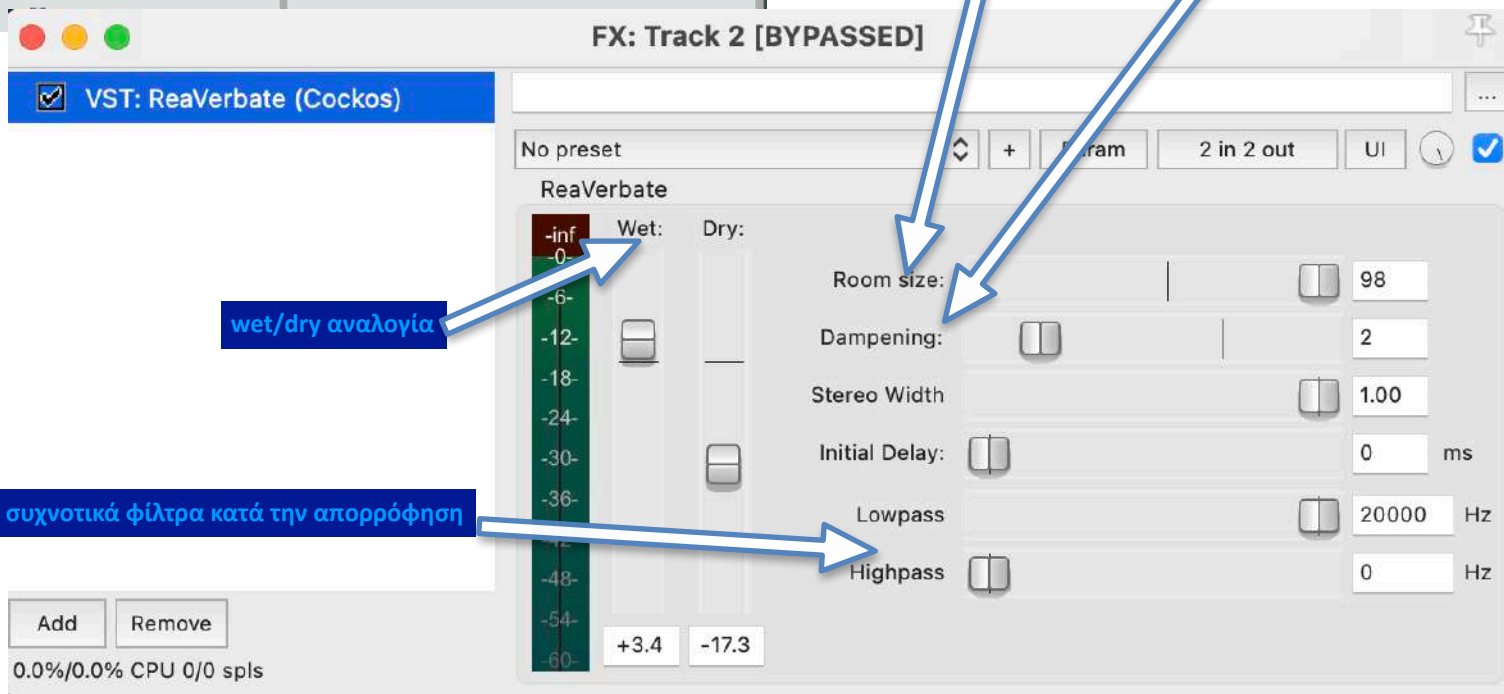 FX: Track 2 [BYPASSED]
VST: ReaVerbate (Cockos)
...
No preset
+
2 in 2 out
UI
ReaVerbate
-inf
Wet:
Dry:
-0-
-6-
-12-
-18-
-24-
-30-
-36-
-48-
-54-
-60-
+3.4
-17.3
Room size:
98
Dampening:
2
Stereo Width
1.00
Initial Delay:
0
ms
Lowpass
20000
Hz
Highpass
0
Hz
wet/dry αναλογία
συχνοτικά φίλτρα κατά την απορρόφηση
Add
Remove
0.0%/0.0% CPU 0/0 spls